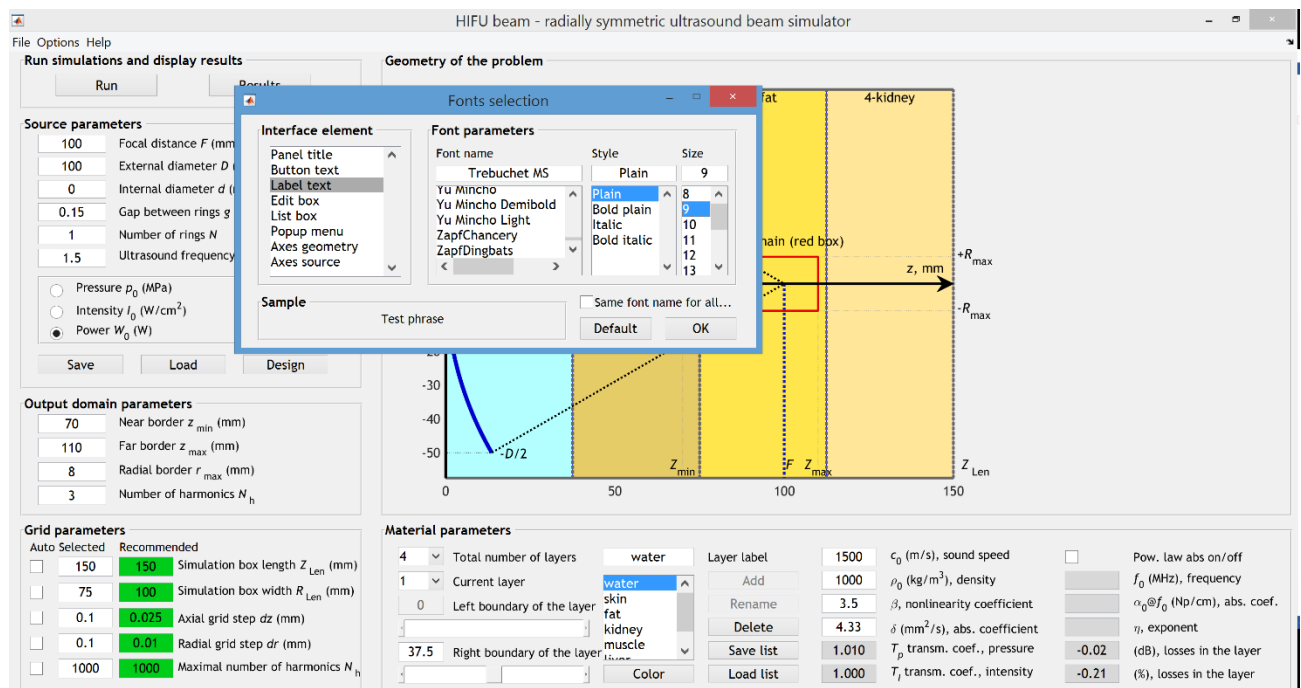 HIFU beam - radially symmetric ultrasound beam simulator
File Options Help
Run simulations and display results
Run
Results
Source parameters
100 Focal distance F (mm
100 External diameter D
0 Internal diameter d
0.15 Gap between rings g
1 Number of rings N
1.5 Ultrasound frequency
Pressure p0 (MPa)
Intensity I0 (W/cm2)
Power W0 (W)
Save Load Design
Output domain parameters
70 Near border z min (mm)
110 Far border z max (mm)
8 Radial border r max (mm)
3 Number of harmonics N h
Grid parameters
Auto Selected Recommended
150 150 Simulation box length Z Len (mm)
75 100 Simulation box width R Len (mm)
0.1 0.025 Axial grid step dz (mm)
0.1 0.01 Radial grid step dr (mm)
1000 1000 Maximal number of harmonics N h
Geometry of the problem
fat
4-kidney
(red box)
+Rmax
z, mm
-Rmax
-30
-40
-50
-D/2
Zmin
F
Zmax
Z Len
0 50 100 150
Fonts selection
Interface element
Panel title
Button text
Label text
Edit box
List box
Popup menu
Axes geometry
Axes source
Font parameters
Font name Style Size
Trebuchet MS Plain 9
Yu Mincho
Yu Mincho Demibold
Yu Mincho Light
ZapfChancery
ZapfDingbats
Plain
Bold plain
Italic
Bold italic
8
9
10
11
12
13
Sample
Test phrase
Same font name for all...
Default OK
Material parameters
4 Total number of layers
1 Current layer
0 Left boundary of the layer
37.5 Right boundary of the layer
water Layer label
water
skin
fat
kidney
muscle
liver
Color
Add
Rename
Delete
Save list
Load list
1500 c0 (m/s), sound speed
1000 ρ0 (kg/m3), density
3.5 β, nonlinearity coefficient
4.33 δ (mm2/s), abs. coefficient
1.010 Tp transm. coef., pressure
1.000 TI transm. coef., intensity
Pow. law abs on/off
f0 (MHz), frequency
α0@f0 (Np/cm), abs. coef.
η, exponent
-0.02 (dB), losses in the layer
-0.21 (%), losses in the layer